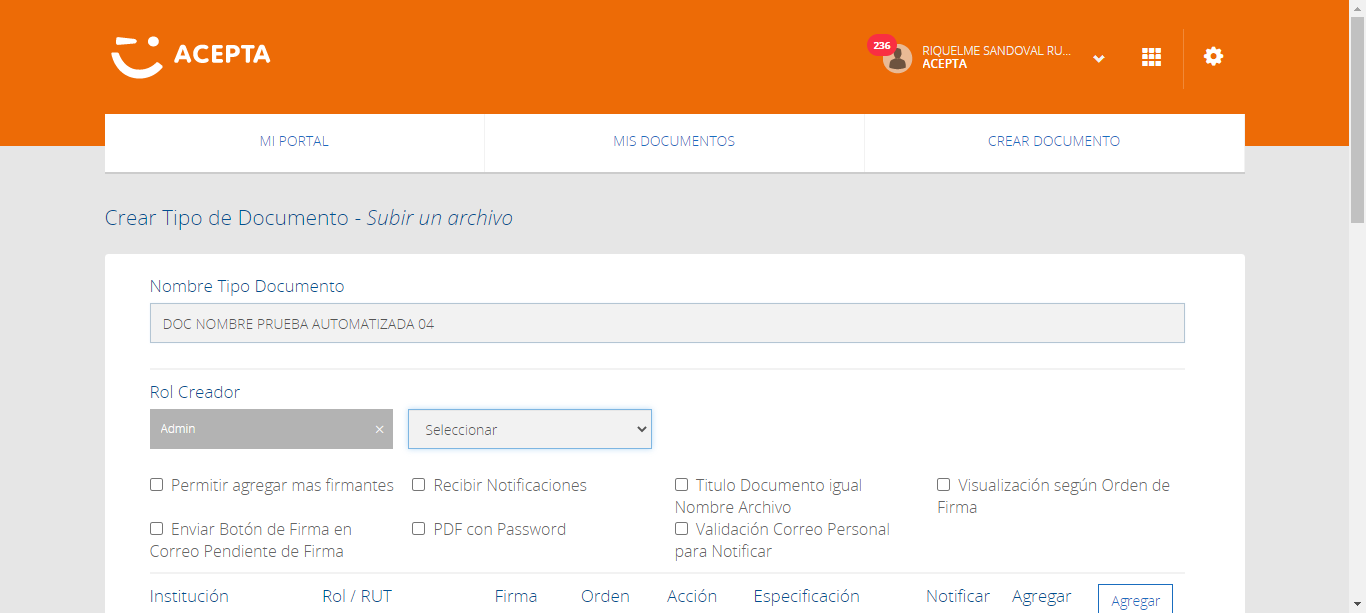 ACEPTA
236
RIQUELME SANDOVAL RU...
ACEPTA
MI PORTAL
MIS DOCUMENTOS
CREAR DOCUMENTO
Crear Tipo de Documento - Subir un archivo
Nombre Tipo Documento
DOC NOMBRE PRUEBA AUTOMATIZADA 04
Rol Creador
Admin ×
Seleccionar
Permitir agregar mas firmantes
Recibir Notificaciones
Titulo Documento igual
Nombre Archivo
Visualización según Orden de
Firma
Enviar Botón de Firma en
Correo Pendiente de Firma
PDF con Password
Validación Correo Personal
para Notificar
Institución Rol / RUT Firma Orden Acción Especificación Notificar Agregar Agregar